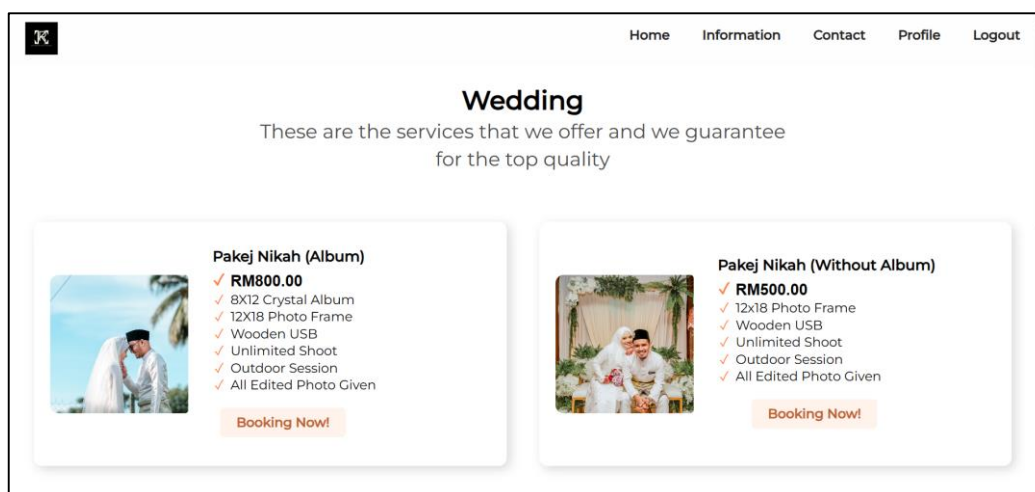 Home Information Contact Profile Logout
Wedding
These are the services that we offer and we guarantee
for the top quality
Pakej Nikah (Album)
✓ RM800.00
✓ 8X12 Crystal Album
✓ 12X18 Photo Frame
✓ Wooden USB
✓ Unlimited Shoot
✓ Outdoor Session
✓ All Edited Photo Given
Booking Now!
Pakej Nikah (Without Album)
✓ RM500.00
✓ 12x18 Photo Frame
✓ Wooden USB
✓ Unlimited Shoot
✓ Outdoor Session
✓ All Edited Photo Given
Booking Now!